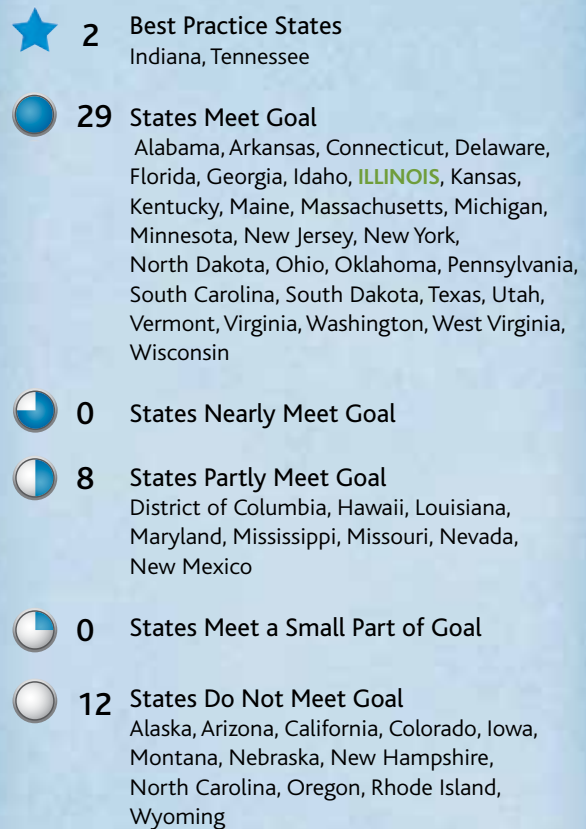 2 Best Practice States
Indiana, Tennessee
29 States Meet Goal
Alabama, Arkansas, Connecticut, Delaware,
Florida, Georgia, Idaho, ILLINOIS, Kansas,
Kentucky, Maine, Massachusetts, Michigan,
Minnesota, New Jersey, New York,
North Dakota, Ohio, Oklahoma, Pennsylvania,
South Carolina, South Dakota, Texas, Utah,
Vermont, Virginia, Washington, West Virginia,
Wisconsin
0 States Nearly Meet Goal
8 States Partly Meet Goal
District of Columbia, Hawaii, Louisiana,
Maryland, Mississippi, Missouri, Nevada,
New Mexico
0 States Meet a Small Part of Goal
12 States Do Not Meet Goal
Alaska, Arizona, California, Colorado, Iowa,
Montana, Nebraska, New Hampshire,
North Carolina, Oregon, Rhode Island,
Wyoming